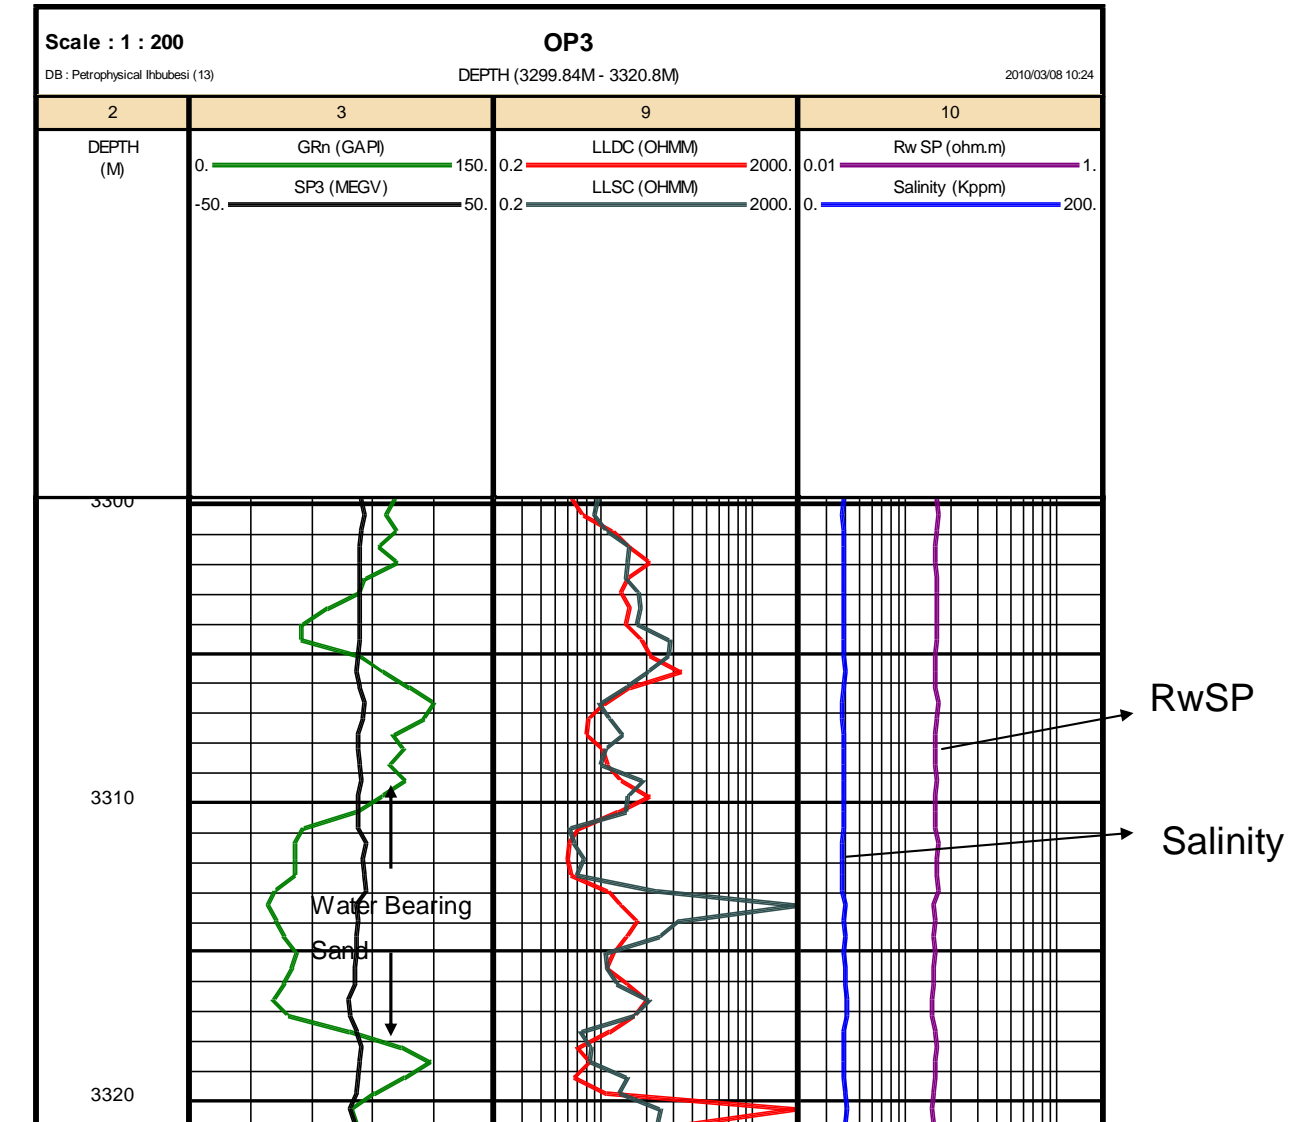 Scale : 1 : 200
OP3
DB : Petrophysical Ihbubesi (13)
DEPTH (3299.84M - 3320.8M)
2010/03/08 10:24
2
3
9
10
DEPTH
(M)
GRn (GAPI)
0.
150.
SP3 (MEGV)
-50.
50.
LLDC (OHMM)
0.2
2000.
LLSC (OHMM)
0.2
2000.
Rw SP (ohm.m)
0.01
1.
Salinity (Kppm)
0.
200.
3300
RwSP
3310
Salinity
Water Bearing
Sand
3320